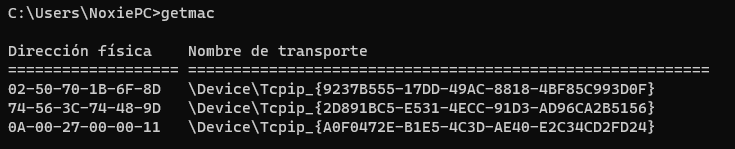 C:\Users\NoxiePC>getmac
Dirección física    Nombre de transporte
=================== ==========================================================
02-50-70-1B-6F-8D   \Device\Tcpip_{9237B555-17DD-49AC-8818-4BF85C993D0F}
74-56-3C-74-48-9D   \Device\Tcpip_{2D891BC5-E531-4ECC-91D3-AD96CA2B5156}
0A-00-27-00-00-11   \Device\Tcpip_{A0F0472E-B1E5-4C3D-AE40-E2C34CD2FD24}